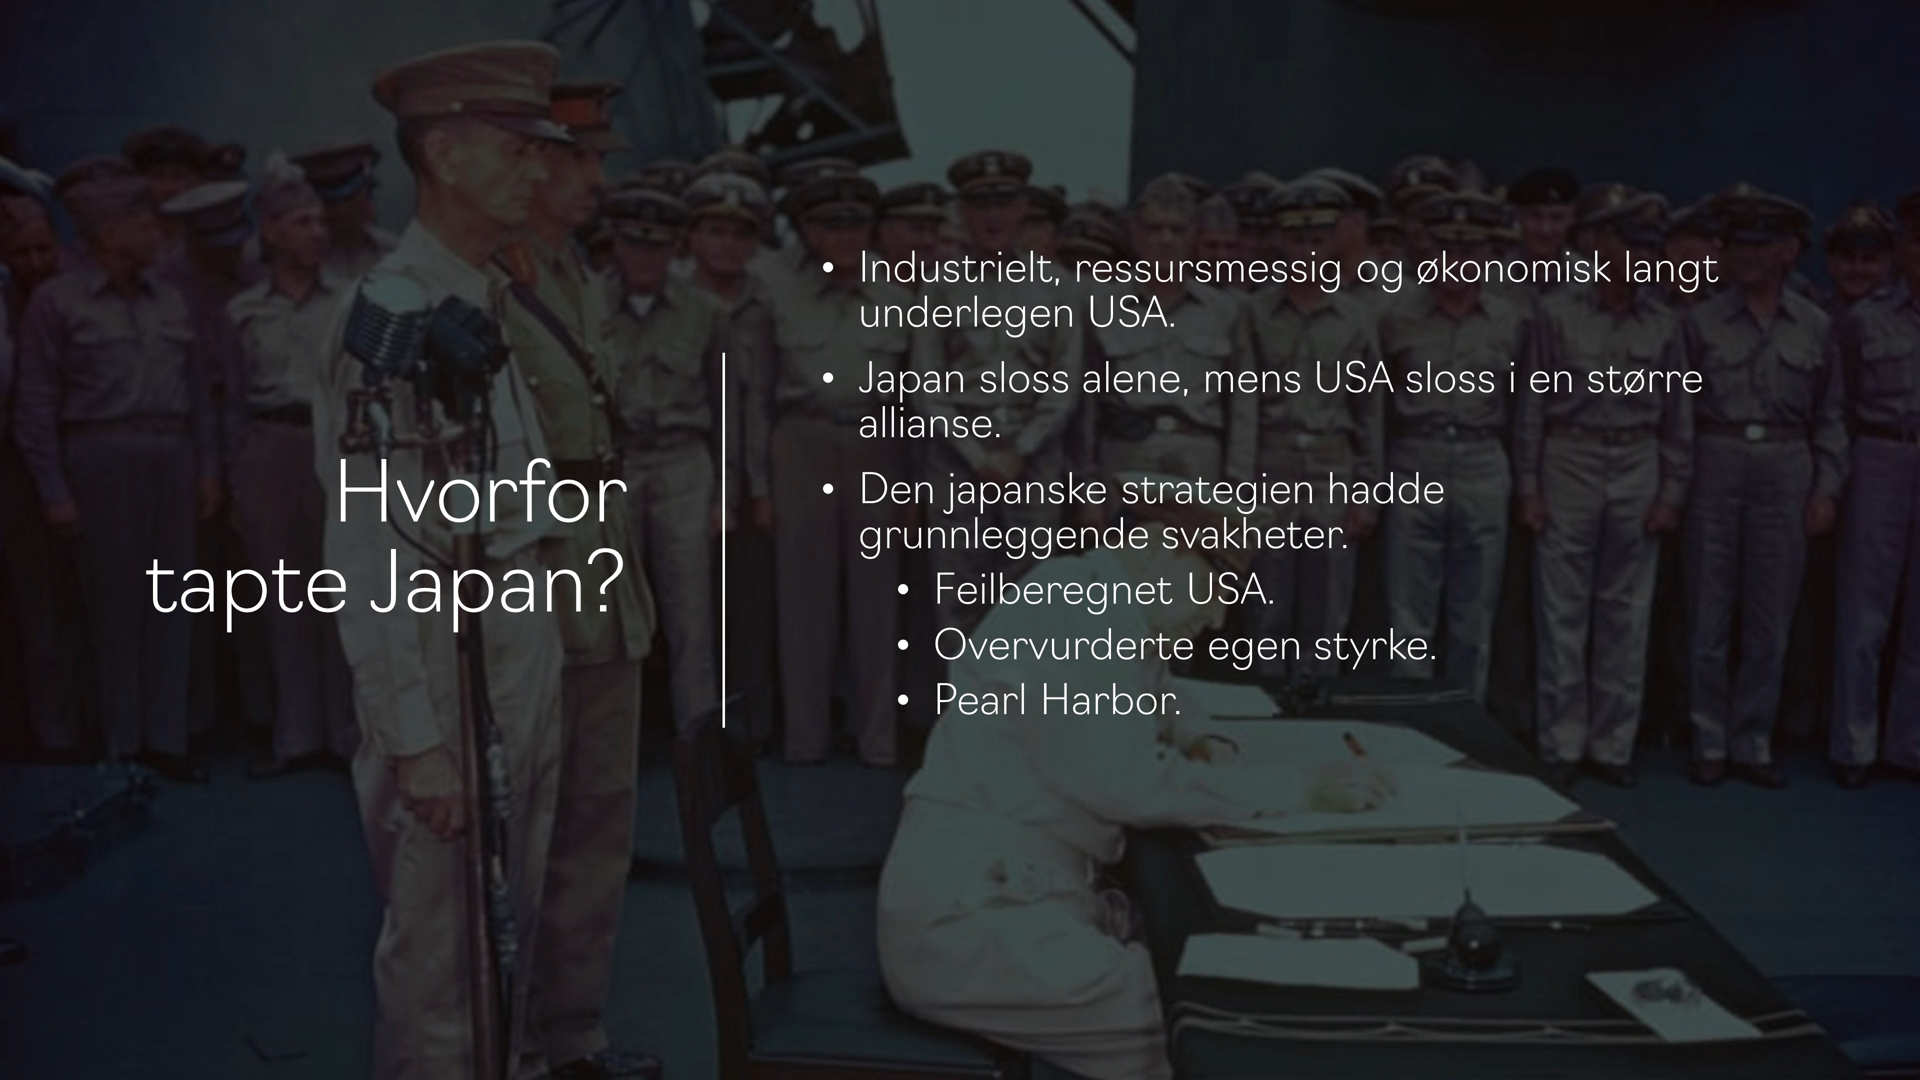 Hvorfor
tapte Japan?
• Industrielt, ressursmessig og økonomisk langt
underlegen USA.
• Japan sloss alene, mens USA sloss i en større
allianse.
• Den japanske strategien hadde
grunnleggende svakheter.
• Feilberegnet USA.
• Overvurderte egen styrke.
• Pearl Harbor.